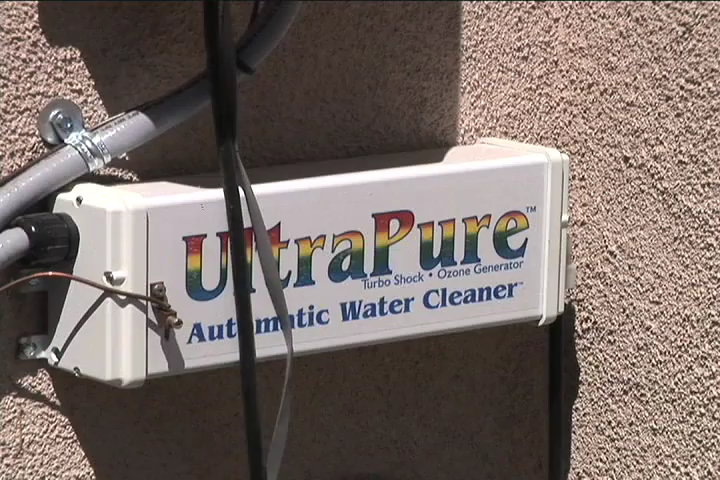 UltraPure™
Turbo Shock • Ozone Generator
Automatic Water Cleaner™